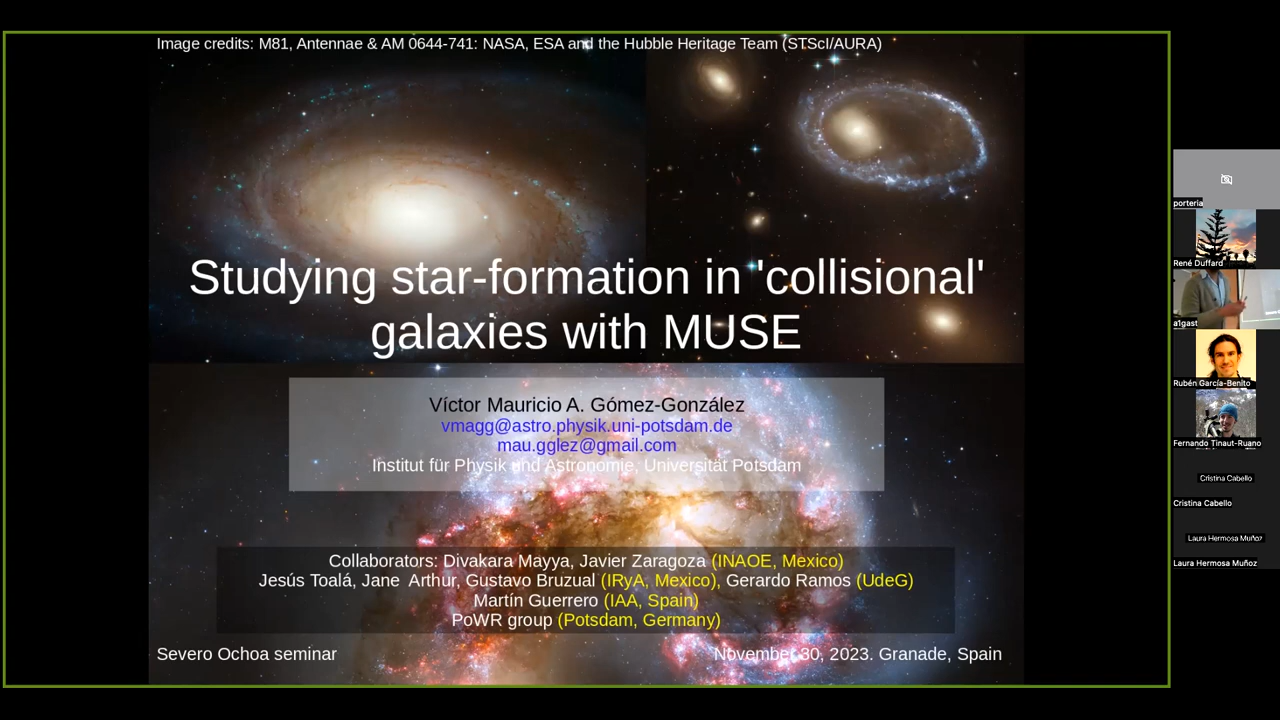 Image credits: M81, Antennae & AM 0644-741: NASA, ESA and the Hubble Heritage Team (STScI/AURA)
Studying star-formation in 'collisional'
galaxies with MUSE
Víctor Mauricio A. Gómez-González
vmagg@astro.physik.uni-potsdam.de
mau.gglez@gmail.com
Institut für Physik und Astronomie, Universität Potsdam
Collaborators: Divakara Mayya, Javier Zaragoza (INAOE, Mexico)
Jesús Toalá, Jane Arthur, Gustavo Bruzual (IRyA, Mexico), Gerardo Ramos (UdeG)
Martín Guerrero (IAA, Spain)
PoWR group (Potsdam, Germany)
Severo Ochoa seminar
November 30, 2023. Granade, Spain
porteria
René Duffard
a1gast
Rubén García-Benito
Fernando Tinaut-Ruano
Cristina Cabello
Cristina Cabello
Laura Hermosa Muñoz
Laura Hermosa Muñoz